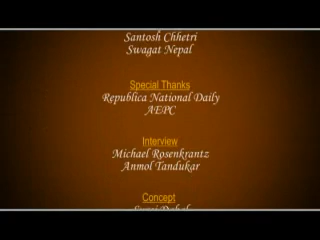 Santosh Chhetri
Swagat Nepal
Special Thanks
Republica National Daily
AEPC
Interview
Michael Rosenkrantz
Anmol Tandukar
Concept